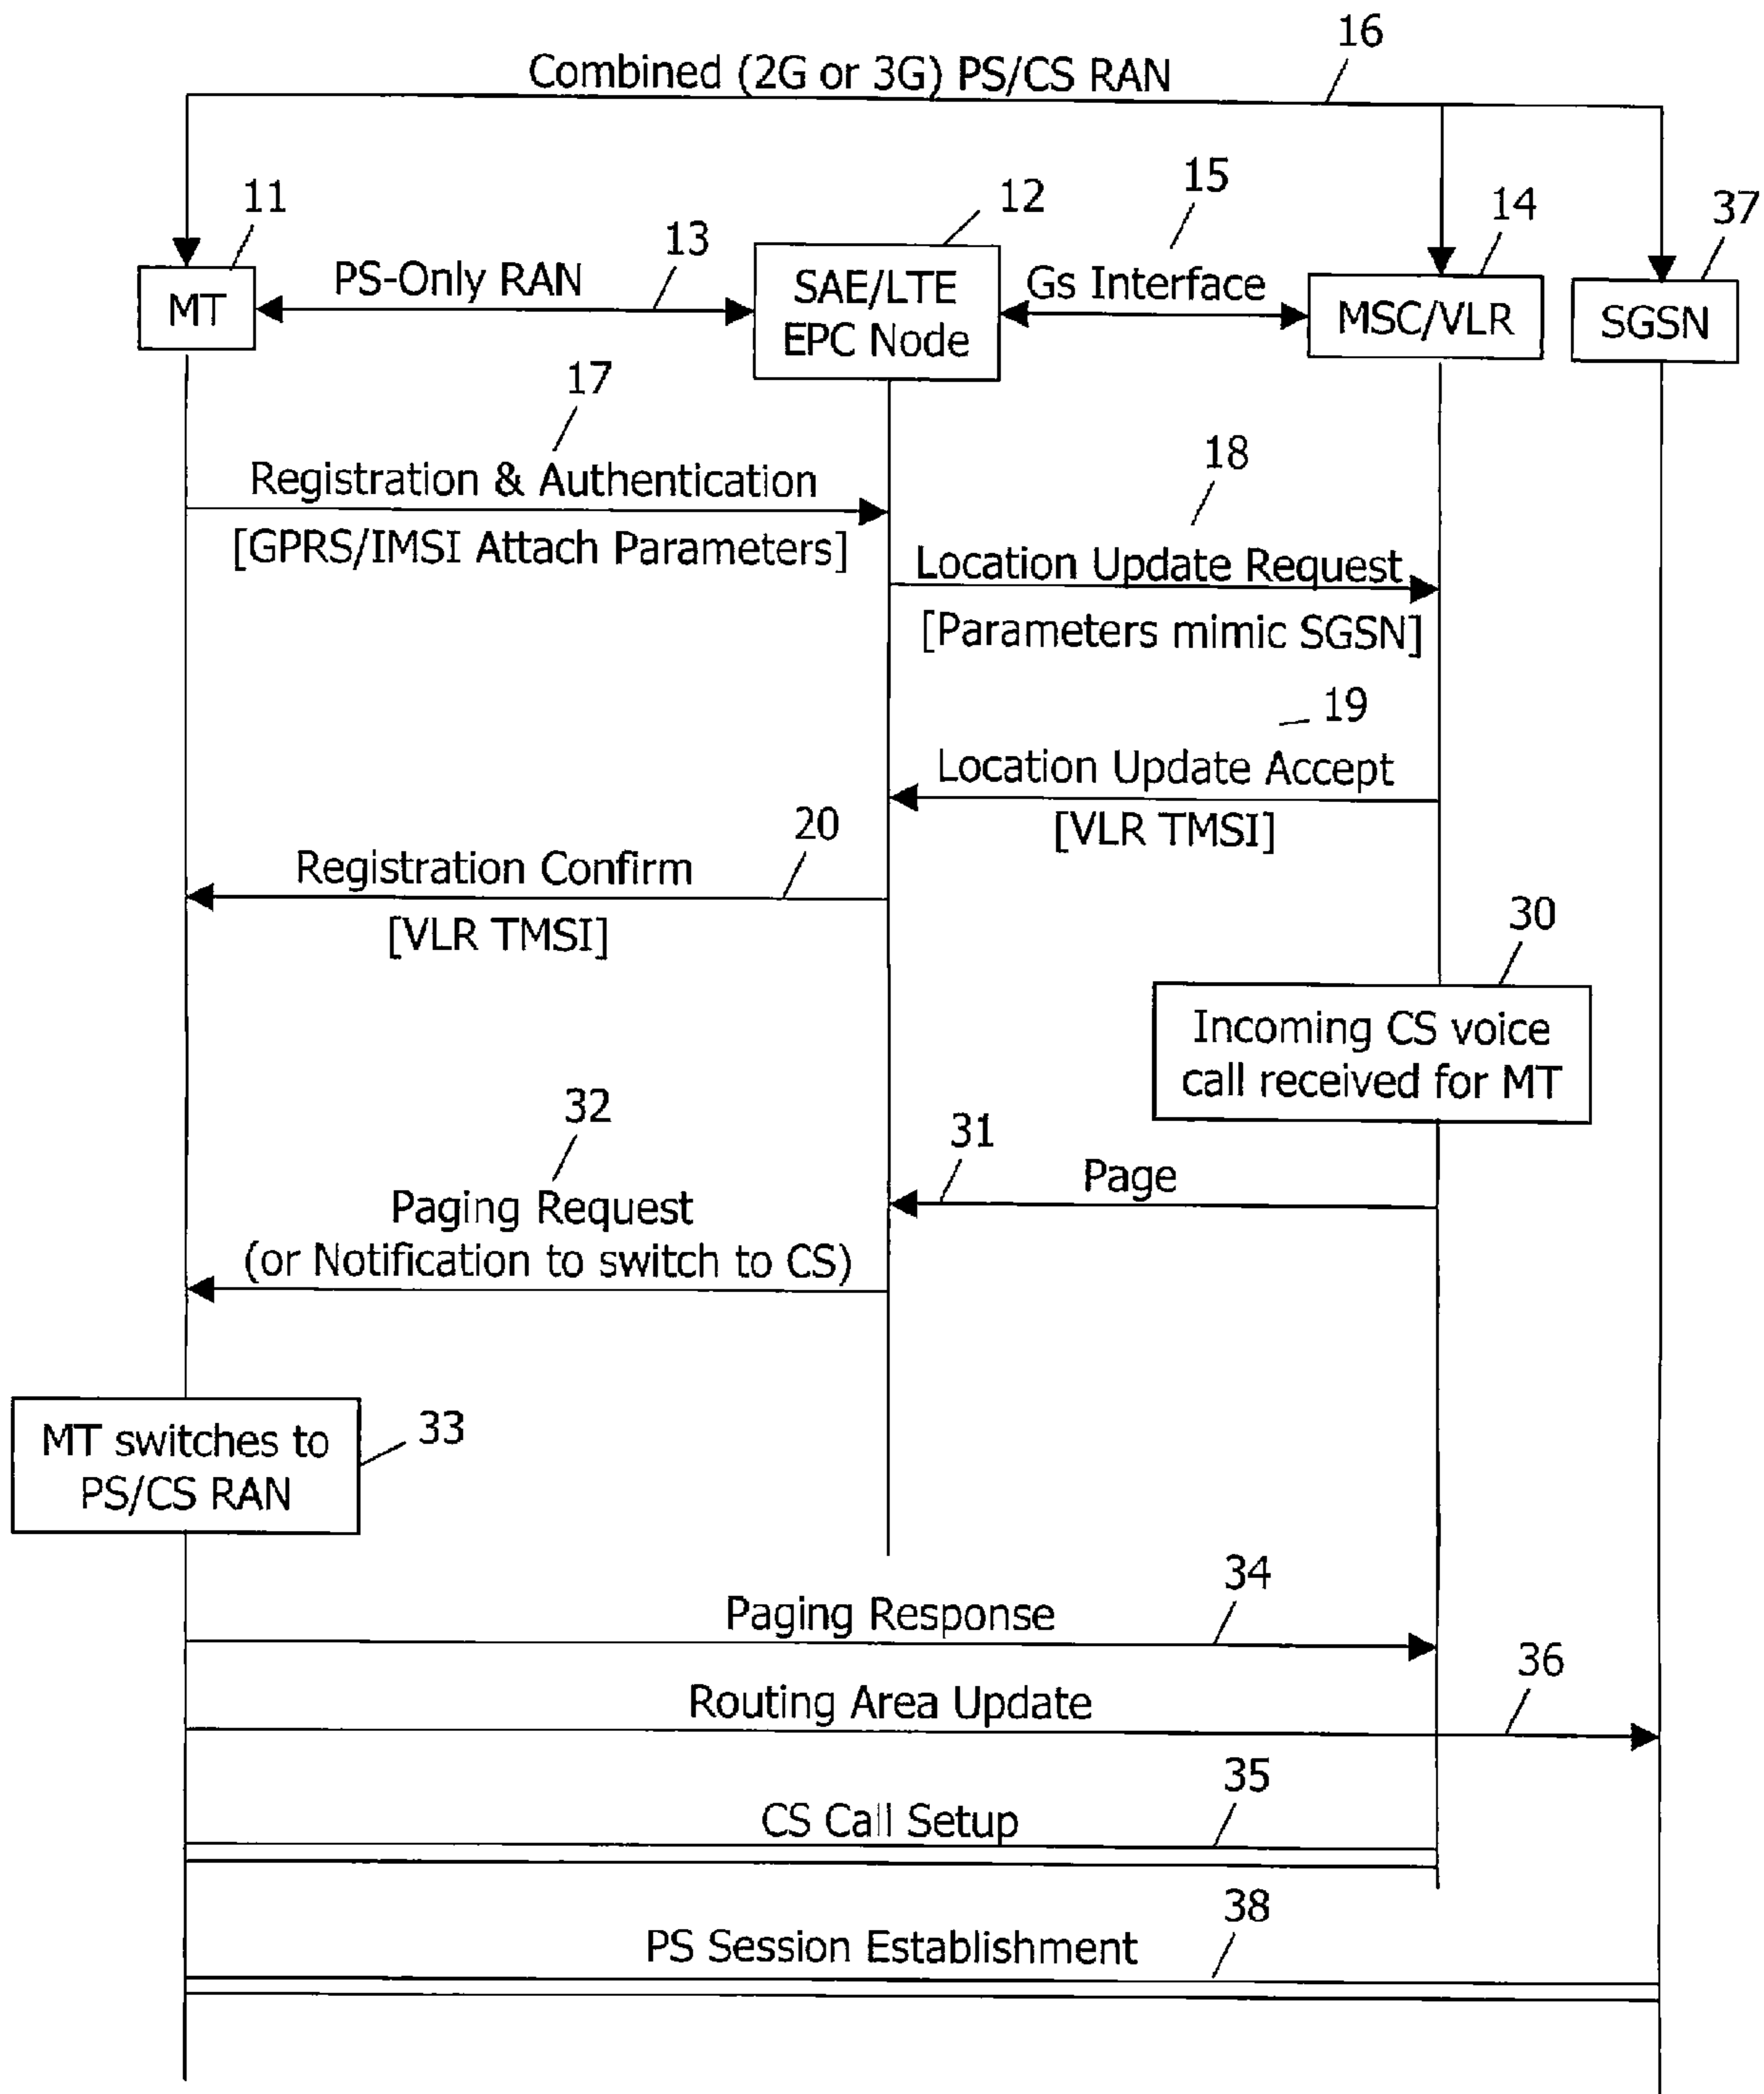 16
Combined (2G or 3G) PS/CS RAN
11
13
12
15
14
37
MT
PS-Only RAN
SAE/LTE
EPC Node
Gs Interface
MSC/VLR
SGSN
17
Registration & Authentication
[GPRS/IMSI Attach Parameters]
18
Location Update Request
[Parameters mimic SGSN]
19
Location Update Accept
[VLR TMSI]
20
Registration Confirm
[VLR TMSI]
30
Incoming CS voice
call received for MT
31
Page
32
Paging Request
(or Notification to switch to CS)
MT switches to
PS/CS RAN
33
34
Paging Response
36
Routing Area Update
35
CS Call Setup
38
PS Session Establishment